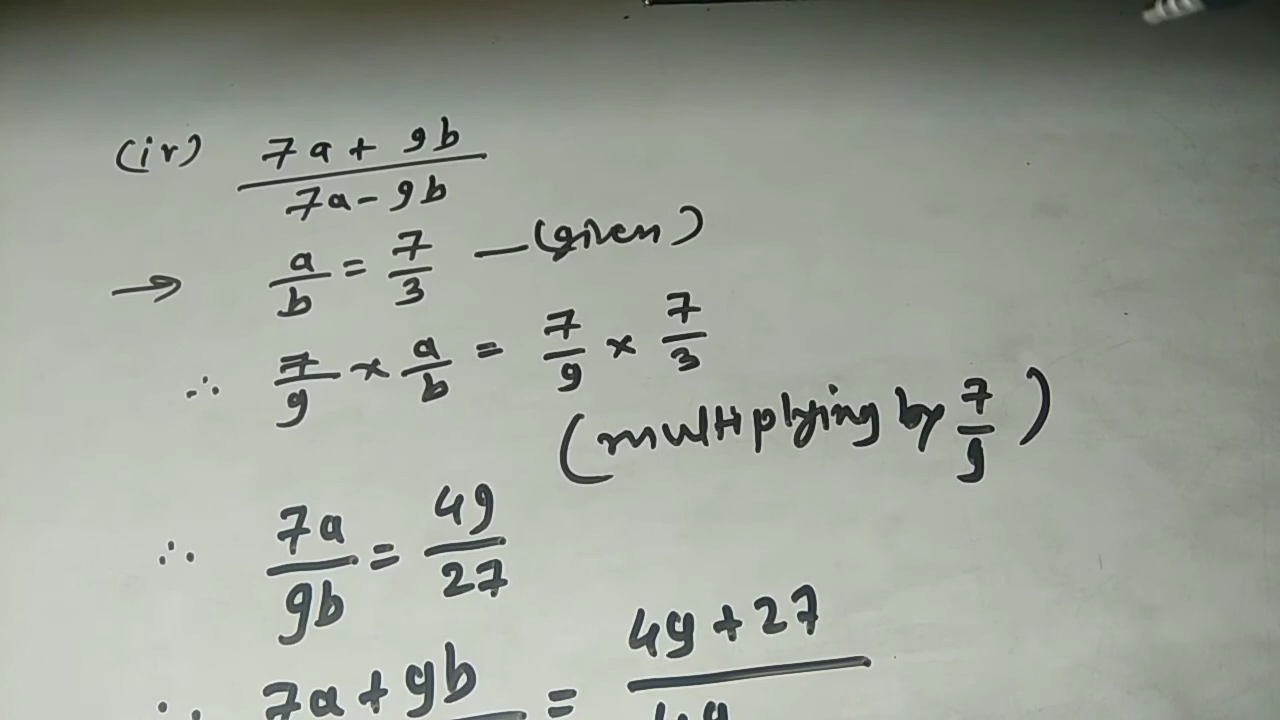 (iv) 7a + 9b
7a - 9b
→ a/b = 7/3 — (given)
∴ 7/9 × a/b = 7/9 × 7/3
(multiplying by 7/9)
∴ 7a/9b = 49/27
∴ 7a + 9b = 49 + 27
49